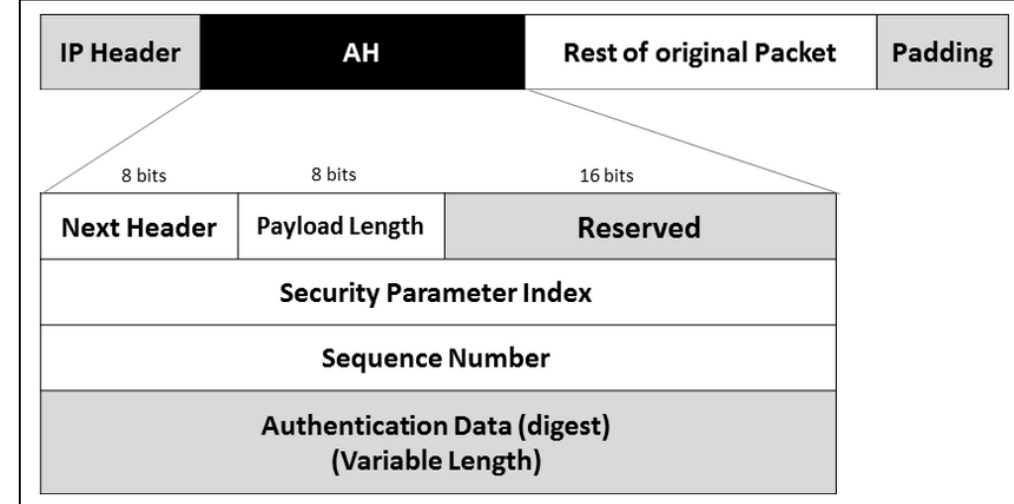 IP Header AH Rest of original Packet Padding
8 bits 8 bits 16 bits
Next Header Payload Length Reserved
Security Parameter Index
Sequence Number
Authentication Data (digest)
(Variable Length)